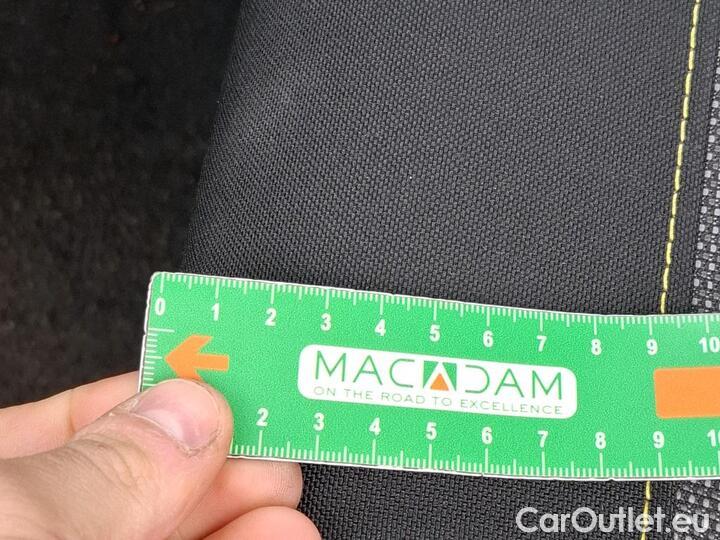 0 1 2 3 4 5 6 7 8 9 10
MACADAM
ON THE ROAD TO EXCELLENCE
2 3 4 5 6 7 8 9 10
CarOutlet.eu